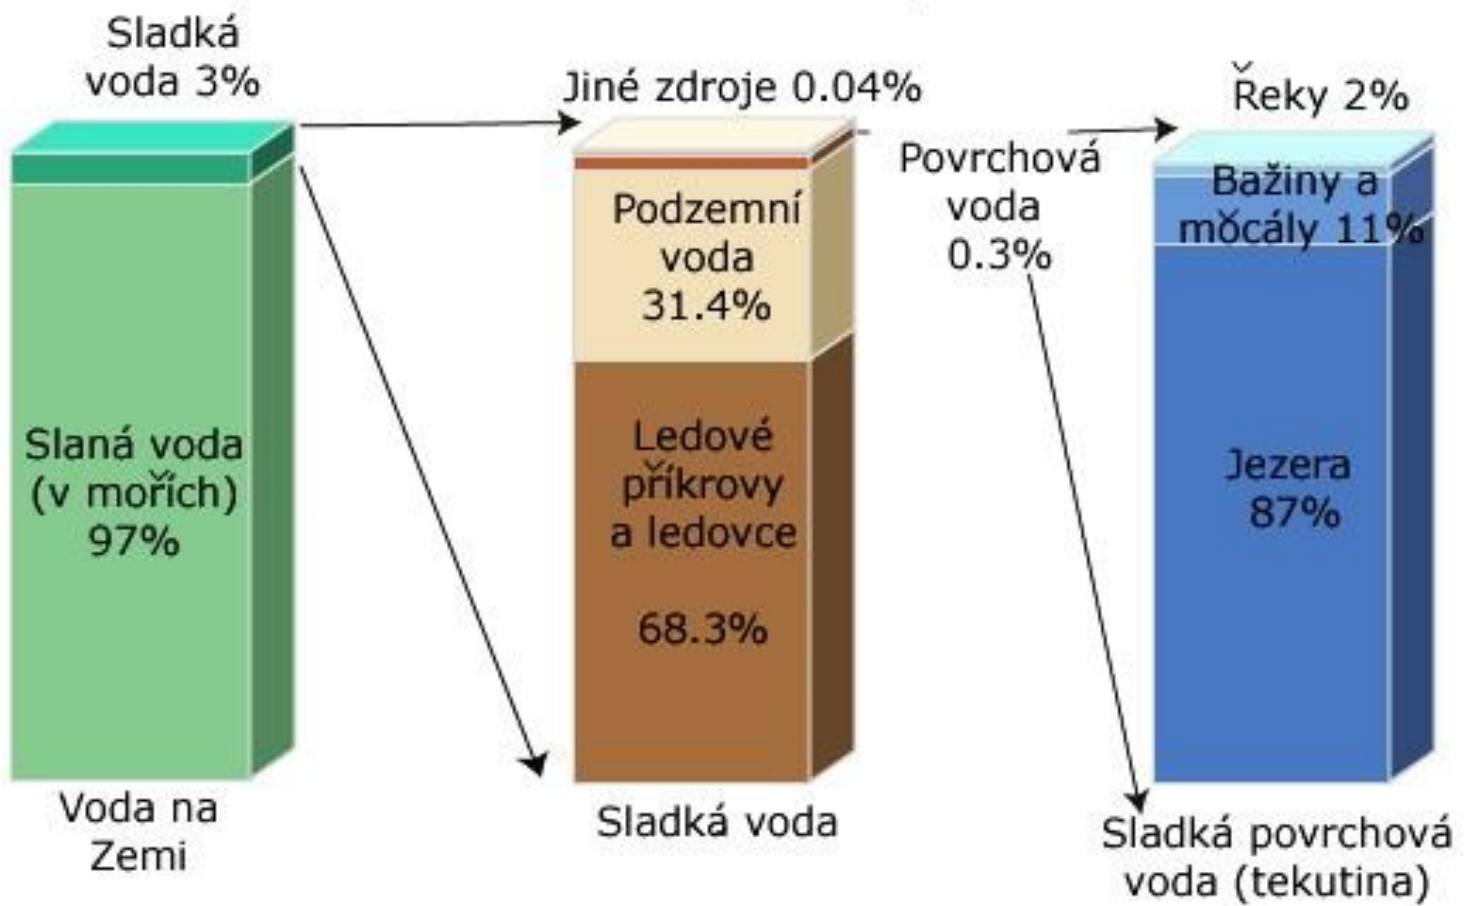 Sladká
voda 3%
Slaná voda
(v mořích)
97%
Voda na
Zemi
Jiné zdroje 0.04%
Podzemní
voda
31.4%
Ledové
příkrovy
a ledovce
68.3%
Sladká voda
Povrchová
voda
0.3%
Řeky 2%
Bažiny a
mǒcály 11%
Jezera
87%
Sladká povrchová
voda (tekutina)